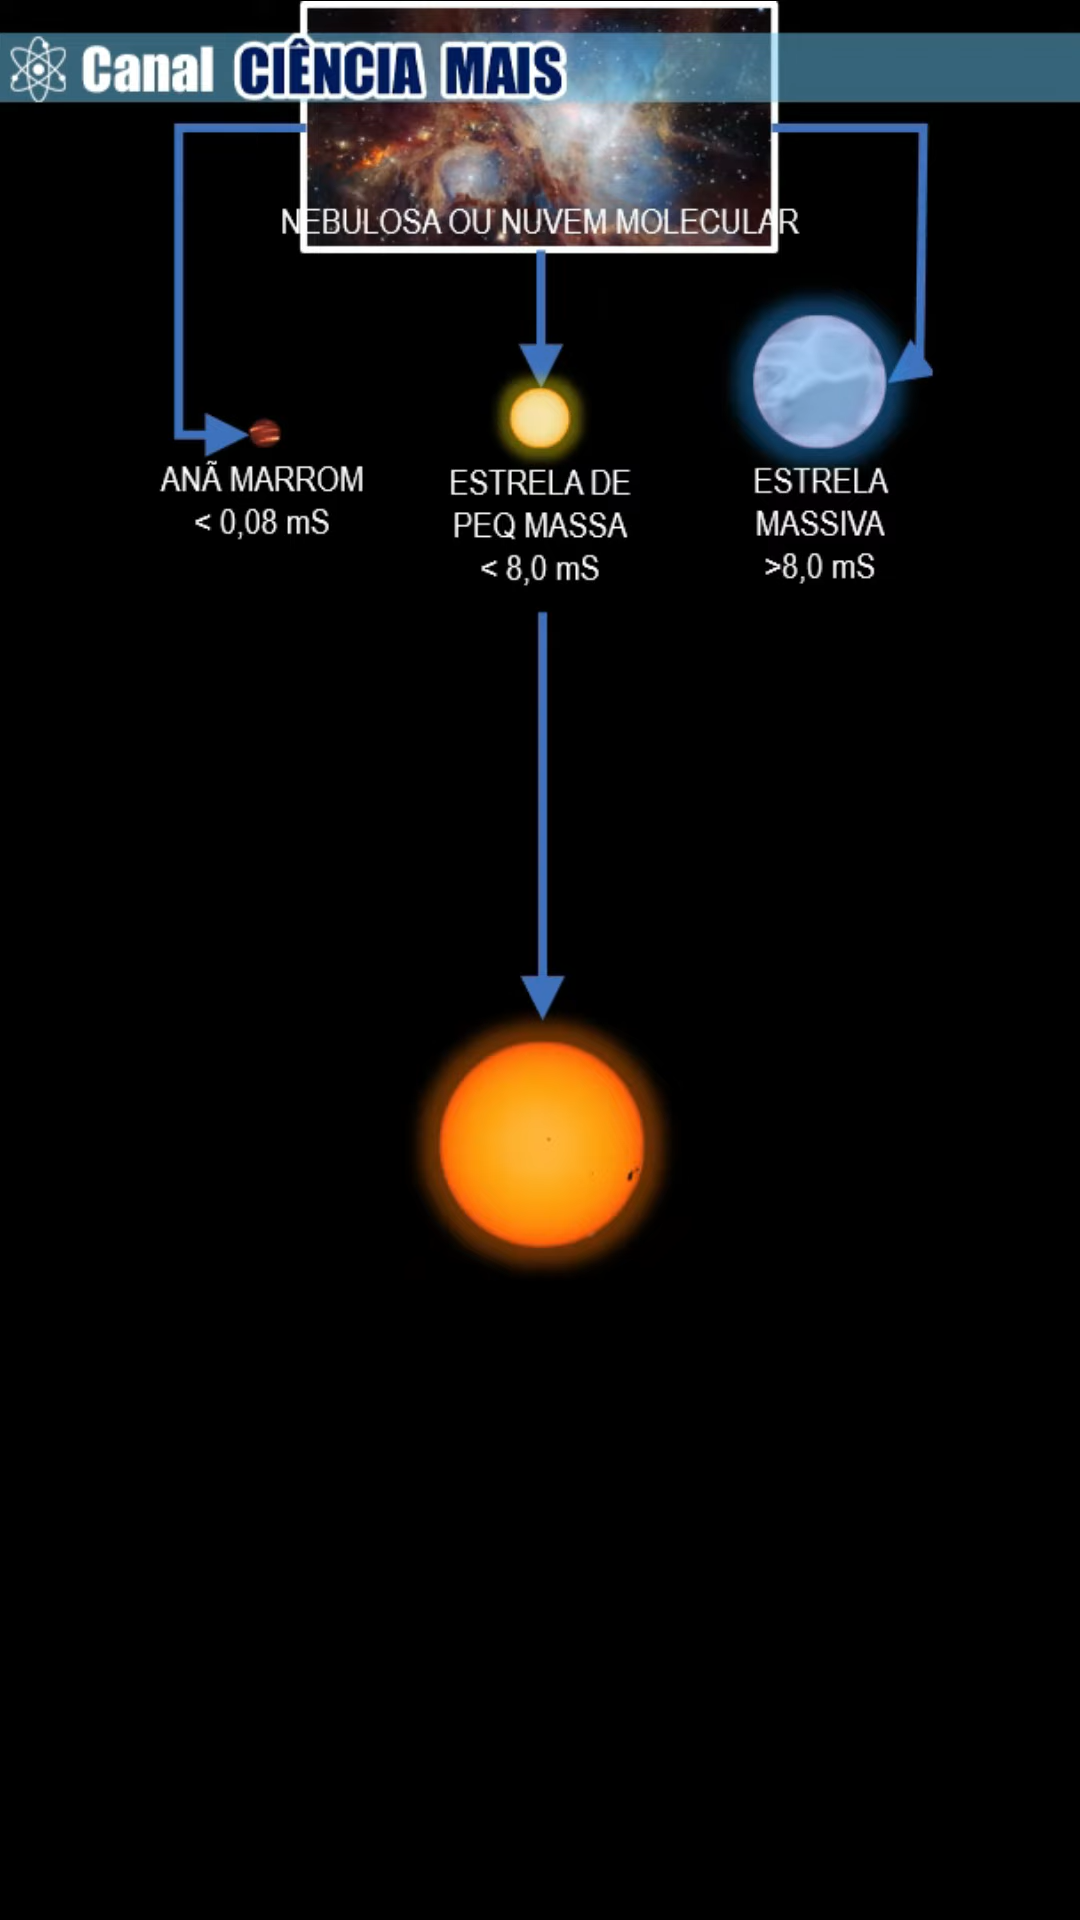 Canal CIÊNCIA MAIS
NEBULOSA OU NUVEM MOLECULAR
ANÃ MARROM
< 0,08 mS
ESTRELA DE
PEQ MASSA
< 8,0 mS
ESTRELA
MASSIVA
>8,0 mS